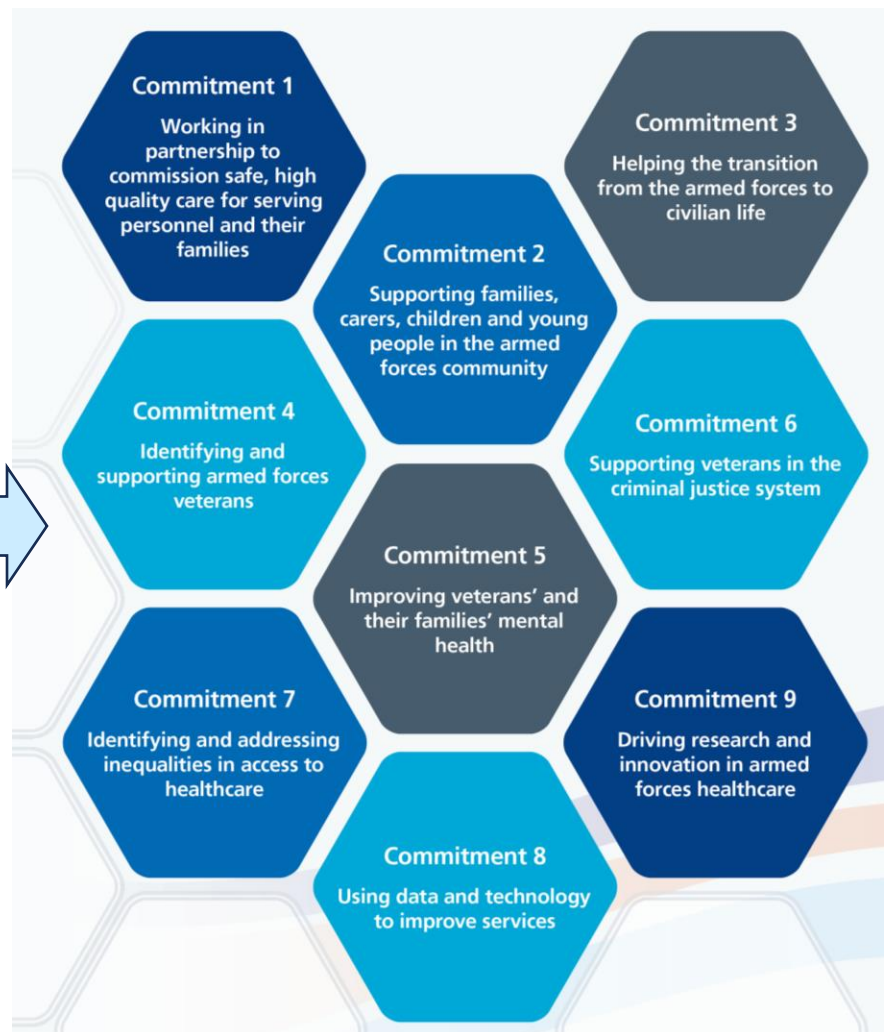 Commitment 1
Working in
partnership to
commission safe, high
quality care for serving
personnel and their
families
Commitment 2
Supporting families,
carers, children and young
people in the armed
forces community
Commitment 3
Helping the transition
from the armed forces to
civilian life
Commitment 4
Identifying and
supporting armed forces
veterans
Commitment 5
Improving veterans’ and
their families’ mental
health
Commitment 6
Supporting veterans in the
criminal justice system
Commitment 7
Identifying and addressing
inequalities in access to
healthcare
Commitment 8
Using data and technology
to improve services
Commitment 9
Driving research and
innovation in armed
forces healthcare